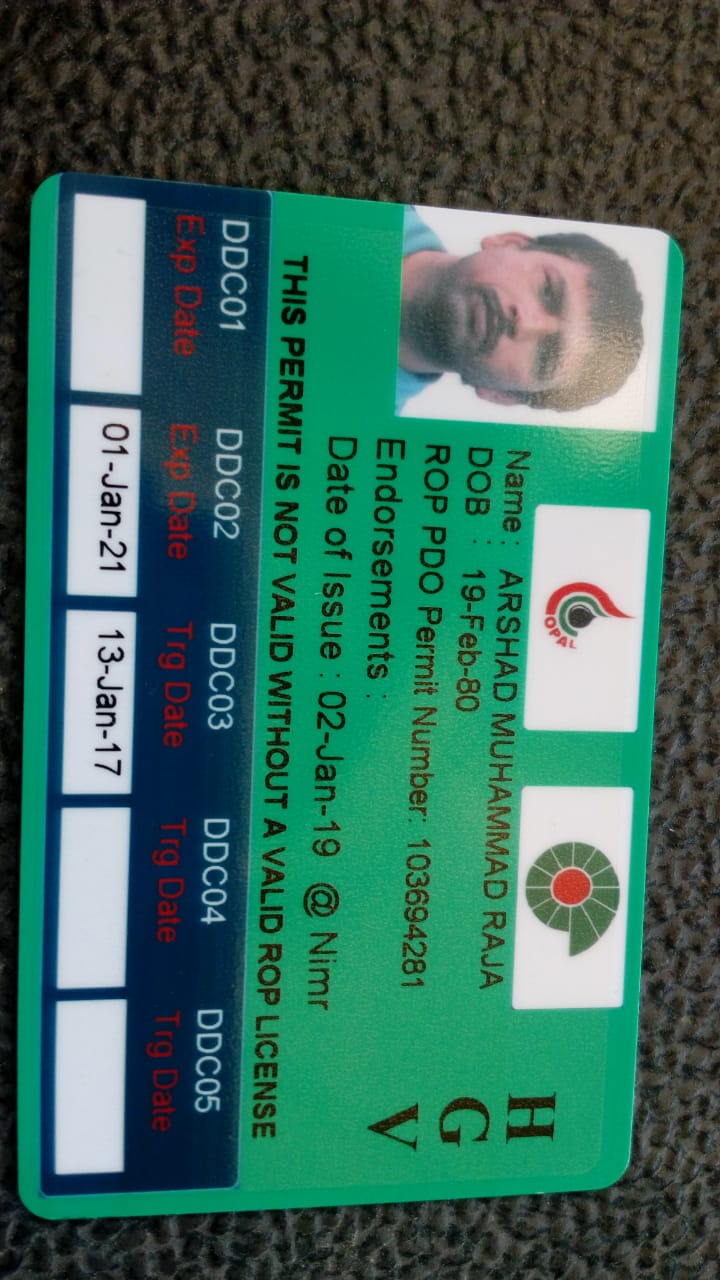 OPAL
H
G
V
Name : ARSHAD MUHAMMAD RAJA
DOB : 19-Feb-80
ROP PDO Permit Number: 103694281
Endorsements :
Date of Issue : 02-Jan-19 @ Nimr
THIS PERMIT IS NOT VALID WITHOUT A VALID ROP LICENSE
DDC01 DDC02 DDC03 DDC04 DDC05
Exp Date Exp Date Trg Date Trg Date Trg Date
01-Jan-21 13-Jan-17